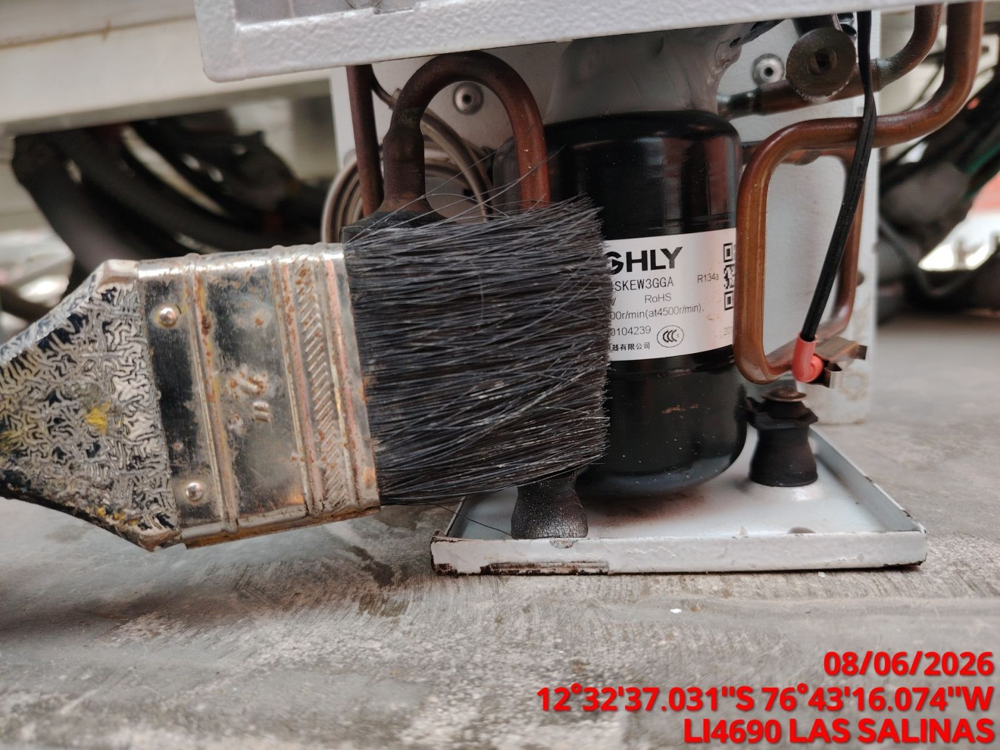 GHLY
SKEW3GGA
R134a
RoHS
00r/min(at4500r/min).
0104239
器有限公司
08/06/2026
12°32'37.031"S 76°43'16.074"W
LI4690 LAS SALINAS